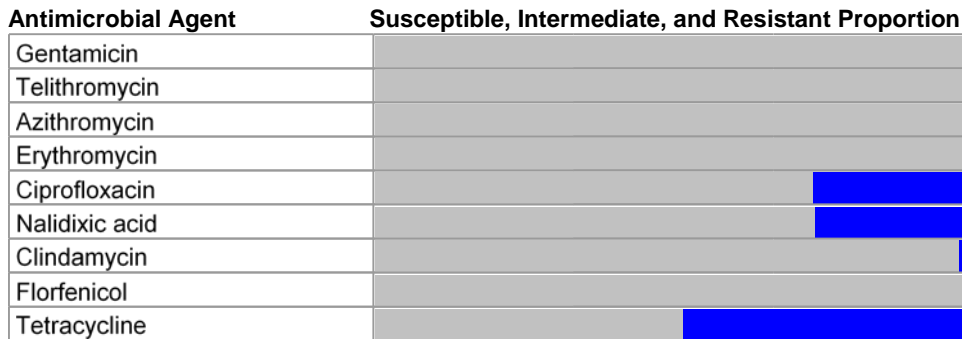 Antimicrobial Agent Susceptible, Intermediate, and Resistant Proportion
Gentamicin
Telithromycin
Azithromycin
Erythromycin
Ciprofloxacin
Nalidixic acid
Clindamycin
Florfenicol
Tetracycline